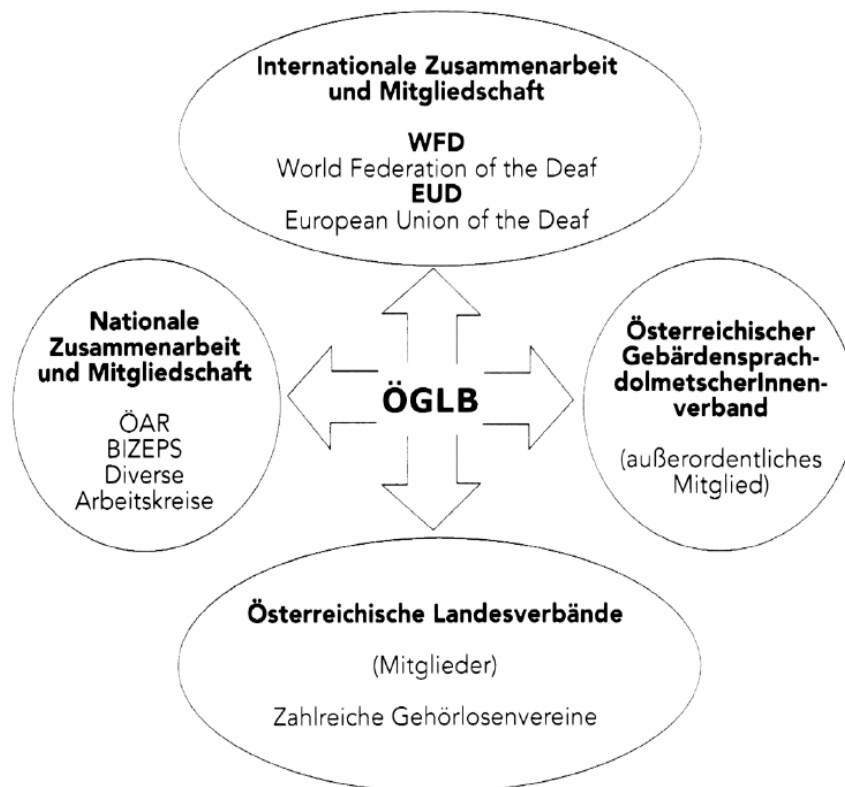 Internationale Zusammenarbeit
und Mitgliedschaft
WFD
World Federation of the Deaf
EUD
European Union of the Deaf
Nationale
Zusammenarbeit
und Mitgliedschaft
ÖAR
BIZEPS
Diverse
Arbeitskreise
ÖGLB
Österreichischer
Gebärdensprach-
dolmetscherInnen-
verband
(außerordentliches
Mitglied)
Österreichische Landesverbände
(Mitglieder)
Zahlreiche Gehörlosenvereine